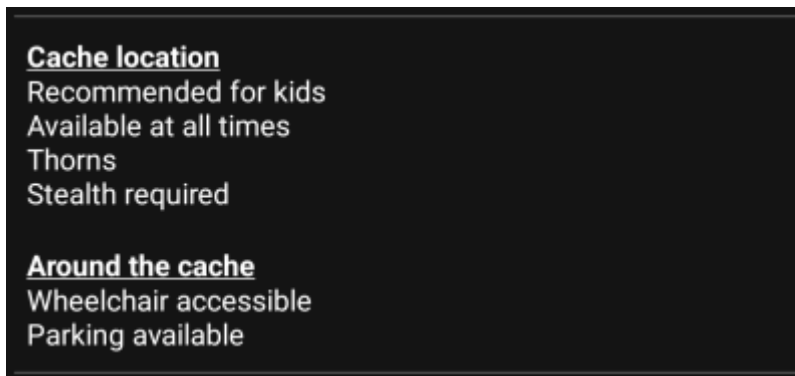 Cache location
Recommended for kids
Available at all times
Thorns
Stealth required
Around the cache
Wheelchair accessible
Parking available